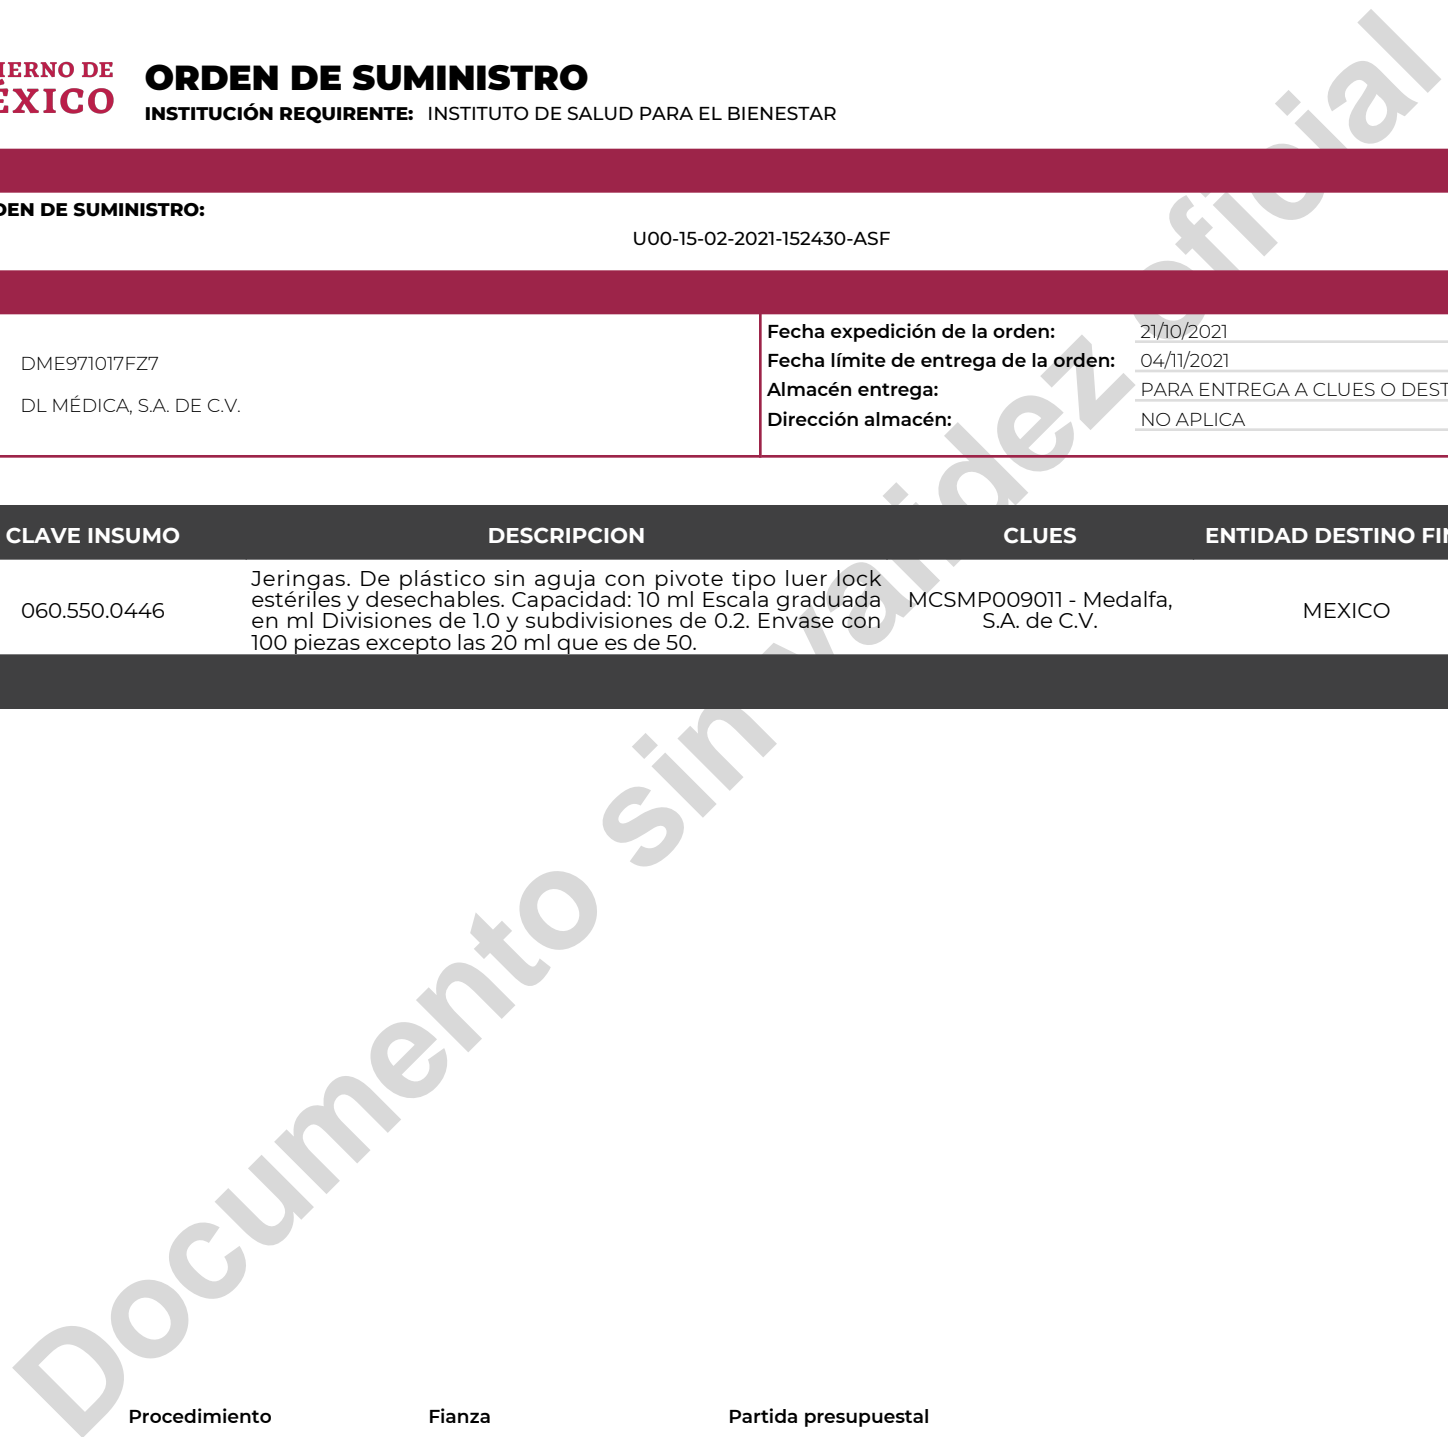 IERNO DE
ÉXICO
ORDEN DE SUMINISTRO
INSTITUCIÓN REQUIRENTE: INSTITUTO DE SALUD PARA EL BIENESTAR
DEN DE SUMINISTRO:
U00-15-02-2021-152430-ASF
DME971017FZ7
DL MÉDICA, S.A. DE C.V.
Fecha expedición de la orden: 21/10/2021
Fecha límite de entrega de la orden: 04/11/2021
Almacén entrega: PARA ENTREGA A CLUES O DEST
Dirección almacén: NO APLICA
CLAVE INSUMO DESCRIPCION CLUES ENTIDAD DESTINO FIN
060.550.0446
Jeringas. De plástico sin aguja con pivote tipo luer lock
estériles y desechables. Capacidad: 10 ml Escala graduada
en ml Divisiones de 1.0 y subdivisiones de 0.2. Envase con
100 piezas excepto las 20 ml que es de 50.
MCSMP009011 - Medalfa,
S.A. de C.V.
MEXICO
Documento sin validez oficial
Procedimiento Fianza Partida presupuestal